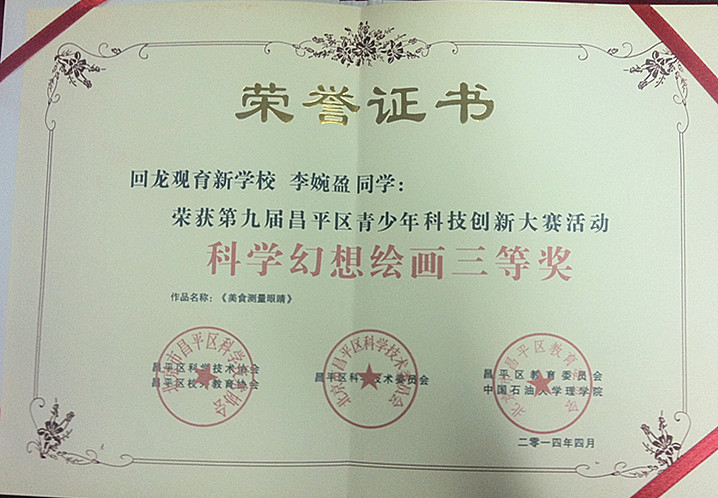 荣誉证书
回龙观育新学校 李婉盈同学：
荣获第九届昌平区青少年科技创新大赛活动
科学幻想绘画三等奖
作品名称：《美食测量眼睛》
昌平区科学技术协会
昌平区校外教育协会
昌平区科学技术委员会
昌平区教育委员会
中国石油大学理学院
二零一四年四月